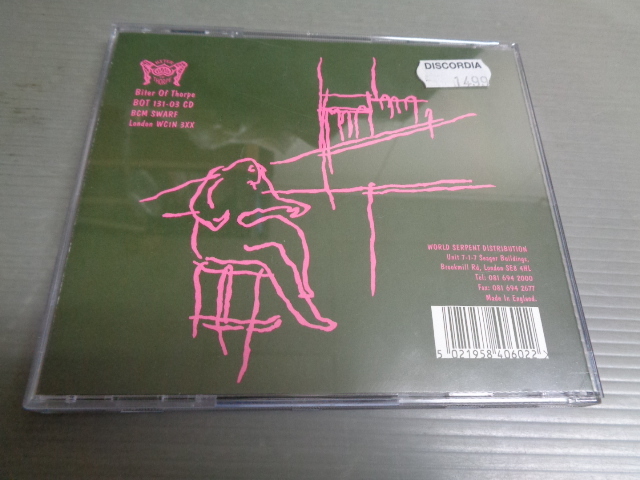 Biter Of Thorpe
BOT 131-03 CD
BCM SWARF
London WC1N 3XX
DISCORDIA
1499
WORLD SERPENT DISTRIBUTION
Unit 7-1-7 Seager Buildings,
Brookmill Rd, London SE8 4HL
Tel: 081 694 2000
Fax: 081 694 2677
Made In England.
5 021958 406022